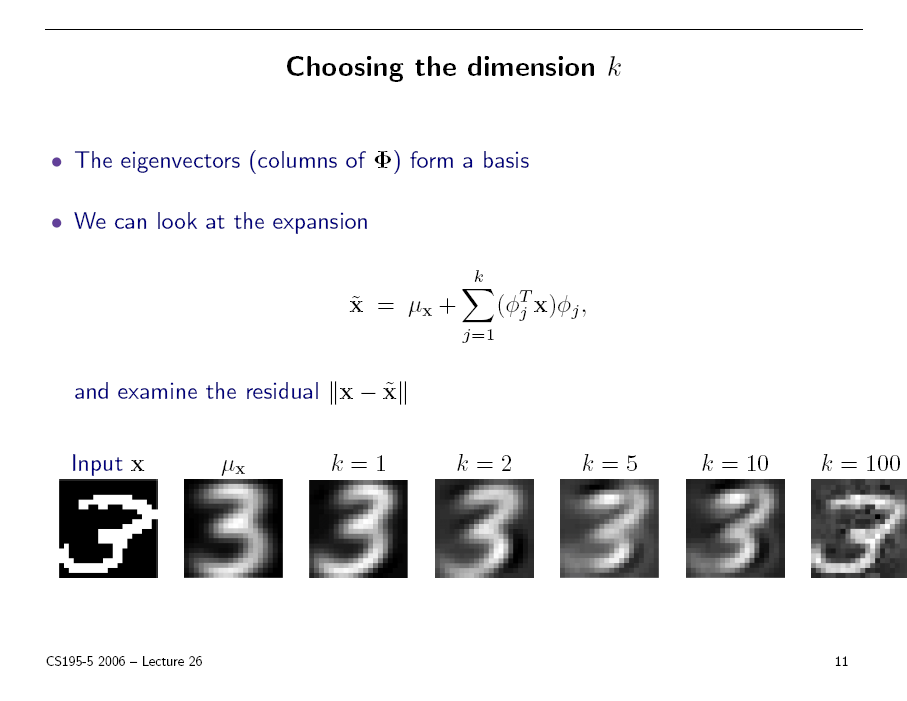 Choosing the dimension k
• The eigenvectors (columns of Φ) form a basis
• We can look at the expansion
x̃ = μₓ + ∑_{j=1}^{k} (φ_j^T x)φ_j,
and examine the residual ‖x − x̃‖
Input x μₓ k = 1 k = 2 k = 5 k = 10 k = 100
CS195-5 2006 – Lecture 26 11